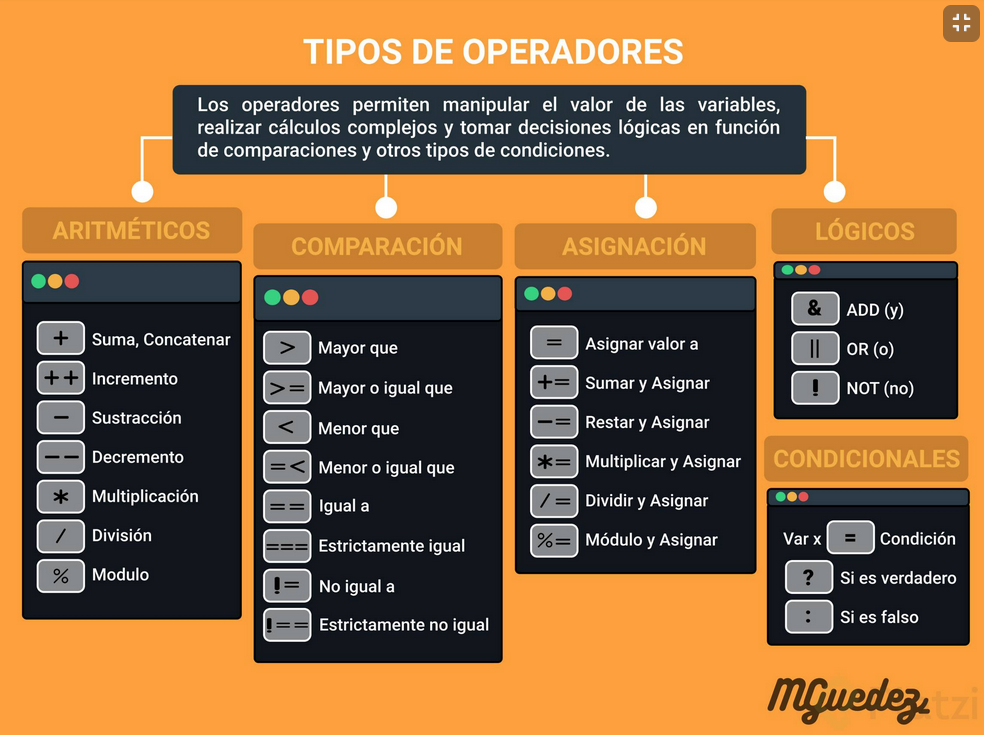 TIPOS DE OPERADORES
Los operadores permiten manipular el valor de las variables,
realizar cálculos complejos y tomar decisiones lógicas en función
de comparaciones y otros tipos de condiciones.
ARITMÉTICOS
+ Suma, Concatenar
++ Incremento
− Sustracción
−− Decremento
* Multiplicación
/ División
% Modulo
COMPARACIÓN
> Mayor que
>= Mayor o igual que
< Menor que
=< Menor o igual que
== Igual a
=== Estrictamente igual
!= No igual a
!== Estrictamente no igual
ASIGNACIÓN
= Asignar valor a
+= Sumar y Asignar
−= Restar y Asignar
*= Multiplicar y Asignar
/= Dividir y Asignar
%= Módulo y Asignar
LÓGICOS
& ADD (y)
|| OR (o)
! NOT (no)
CONDICIONALES
Var x = Condición
? Si es verdadero
: Si es falso
MGuedez